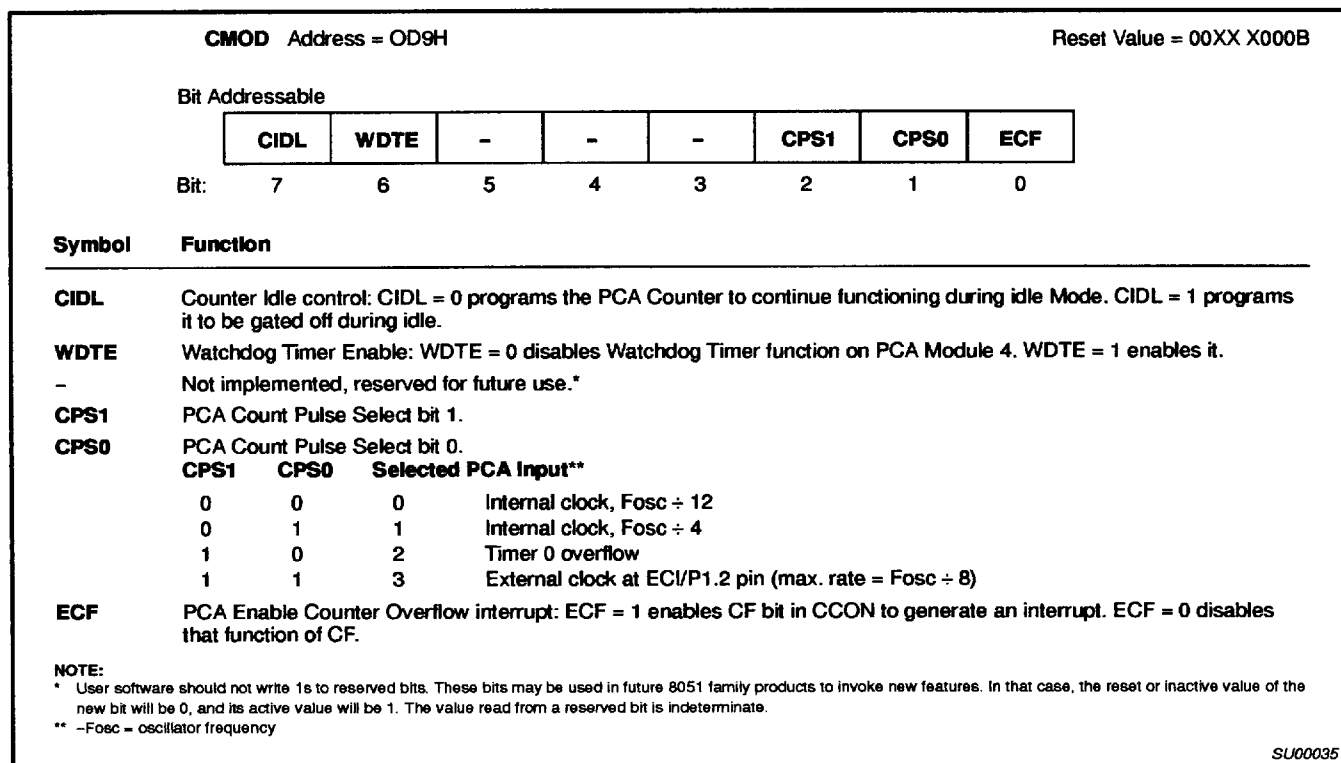 CMOD Address = OD9H Reset Value = 00XX X000B
Bit Addressable
CIDL WDTE – – – CPS1 CPS0 ECF
Bit: 7 6 5 4 3 2 1 0
Symbol Function
CIDL Counter Idle control: CIDL = 0 programs the PCA Counter to continue functioning during idle Mode. CIDL = 1 programs
it to be gated off during idle.
WDTE Watchdog Timer Enable: WDTE = 0 disables Watchdog Timer function on PCA Module 4. WDTE = 1 enables it.
– Not implemented, reserved for future use.*
CPS1 PCA Count Pulse Select bit 1.
CPS0 PCA Count Pulse Select bit 0.
CPS1 CPS0 Selected PCA Input**
0 0 0 Internal clock, Fosc ÷ 12
0 1 1 Internal clock, Fosc ÷ 4
1 0 2 Timer 0 overflow
1 1 3 External clock at ECI/P1.2 pin (max. rate = Fosc ÷ 8)
ECF PCA Enable Counter Overflow interrupt: ECF = 1 enables CF bit in CCON to generate an interrupt. ECF = 0 disables
that function of CF.
NOTE:
* User software should not write 1s to reserved bits. These bits may be used in future 8051 family products to invoke new features. In that case, the reset or inactive value of the
new bit will be 0, and its active value will be 1. The value read from a reserved bit is indeterminate.
** –Fosc = oscillator frequency
SU00035